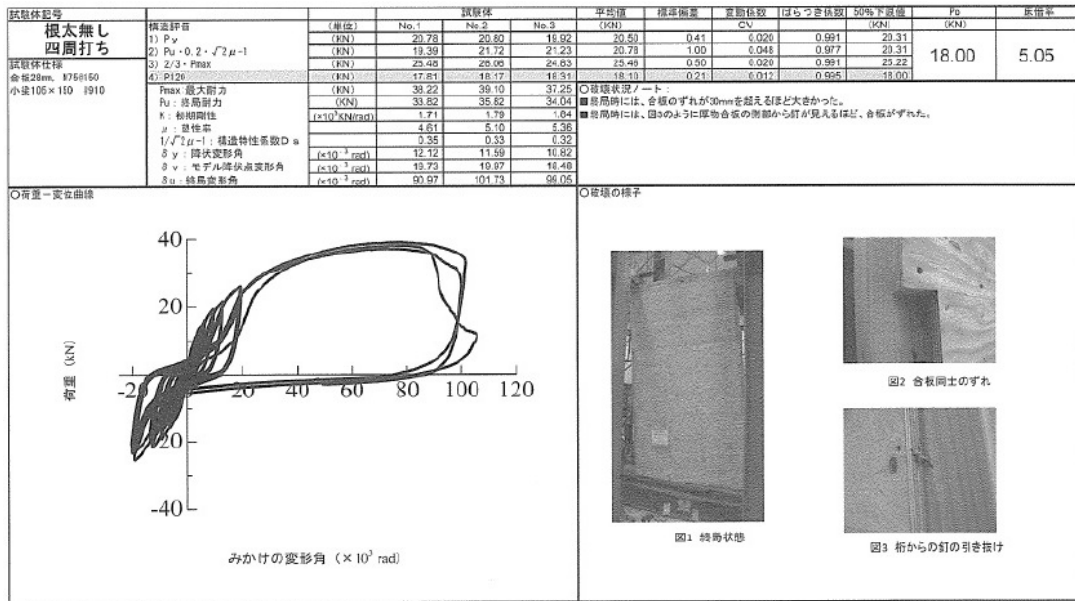 試験体記号
根太無し
四周打ち
試験体仕様
合板28mm, N75@150
小梁105×150 @910
構造評価 (単位) 試験体 No.1 No.2 No.3 平均値 (KN) 標準偏差 変動係数 CV ばらつき係数 50%下限値 (KN) Po (KN) 床倍率
1) Py (KN) 20.78 20.80 19.92 20.50 0.41 0.020 0.991 20.31 18.00 5.05
2) Pu・0.2・√2μ-1 (KN) 19.39 21.72 21.23 20.78 1.00 0.048 0.977 20.31
3) 2/3・Pmax (KN) 25.48 26.06 24.83 25.46 0.50 0.020 0.991 25.22
4) P120 (KN) 17.81 18.17 18.31 18.10 0.21 0.012 0.995 18.00
Pmax:最大耐力 (KN) 38.22 39.10 37.25
Pu:終局耐力 (KN) 33.82 35.82 34.04
K:初期剛性 (×10³KN/rad) 1.71 1.79 1.84
μ:塑性率 4.61 5.10 5.36
1/√2μ-1:構造特性係数Ds 0.35 0.33 0.32
δy:降伏変形角 (×10⁻³ rad) 12.12 11.59 10.82
δv:モデル降伏点変形角 (×10⁻³ rad) 19.73 19.97 18.48
δu:終局変形角 (×10⁻³ rad) 90.97 101.73 99.05
○破壊状況ノート:
■終局時には、合板のずれが30mmを超えるほど大きかった。
■終局時には、図3のように厚物合板の側部から釘が見えるほど、合板がずれた。
○荷重-変位曲線
40
20
0
-20
-40
-20 0 20 40 60 80 100 120
荷重 (kN)
みかけの変形角 (×10³ rad)
○破壊の様子
図1 終局状態
図2 合板同士のずれ
図3 桁からの釘の引き抜け